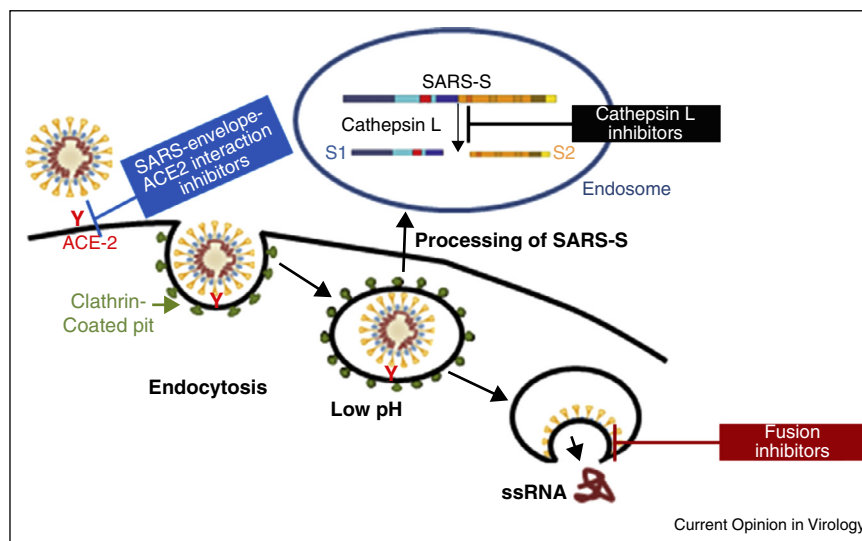 SARS-S
Cathepsin L
Cathepsin L
inhibitors
S1
S2
Endosome
SARS-envelope-
ACE2 interaction
inhibitors
Y
ACE-2
Processing of SARS-S
Clathrin-
Coated pit
Y
Y
Endocytosis
Low pH
Fusion
inhibitors
ssRNA
Current Opinion in Virology